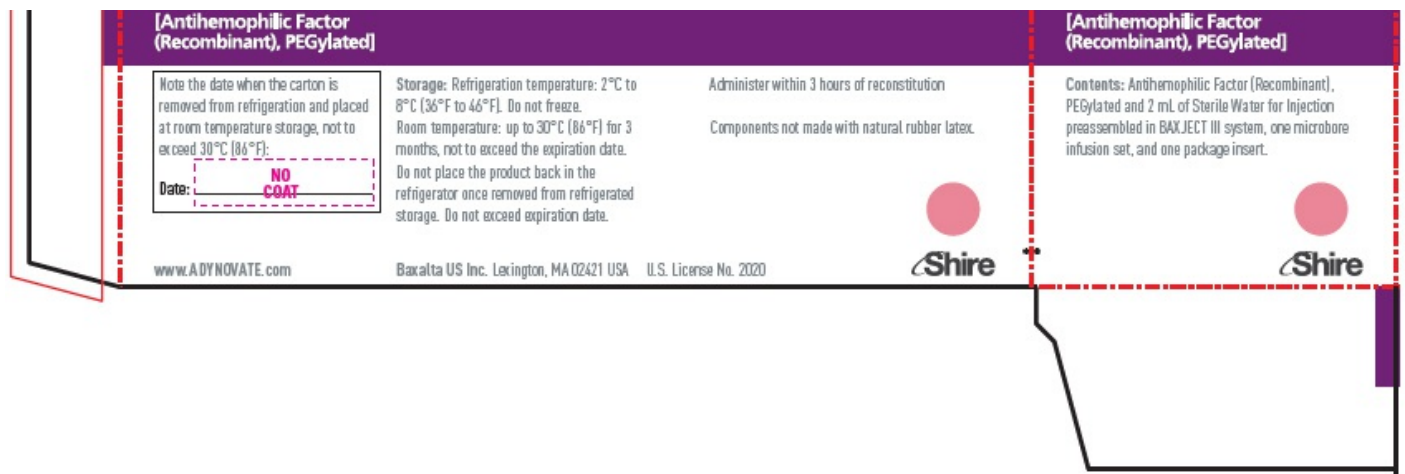 [Antihemophilic Factor
(Recombinant), PEGylated]
Note the date when the carton is
removed from refrigeration and placed
at room temperature storage, not to
exceed 30°C (86°F):
Date:
NO
COAT
Storage: Refrigeration temperature: 2°C to
8°C (36°F to 46°F). Do not freeze.
Room temperature: up to 30°C (86°F) for 3
months, not to exceed the expiration date.
Do not place the product back in the
refrigerator once removed from refrigerated
storage. Do not exceed expiration date.
Administer within 3 hours of reconstitution
Components not made with natural rubber latex.
www.ADYNOVATE.com
Baxalta US Inc. Lexington, MA 02421 USA U.S. License No. 2020
Shire
[Antihemophilic Factor
(Recombinant), PEGylated]
Contents: Antihemophilic Factor (Recombinant),
PEGylated and 2 mL of Sterile Water for Injection
preassembled in BAXJECT III system, one microbore
infusion set, and one package insert.
Shire